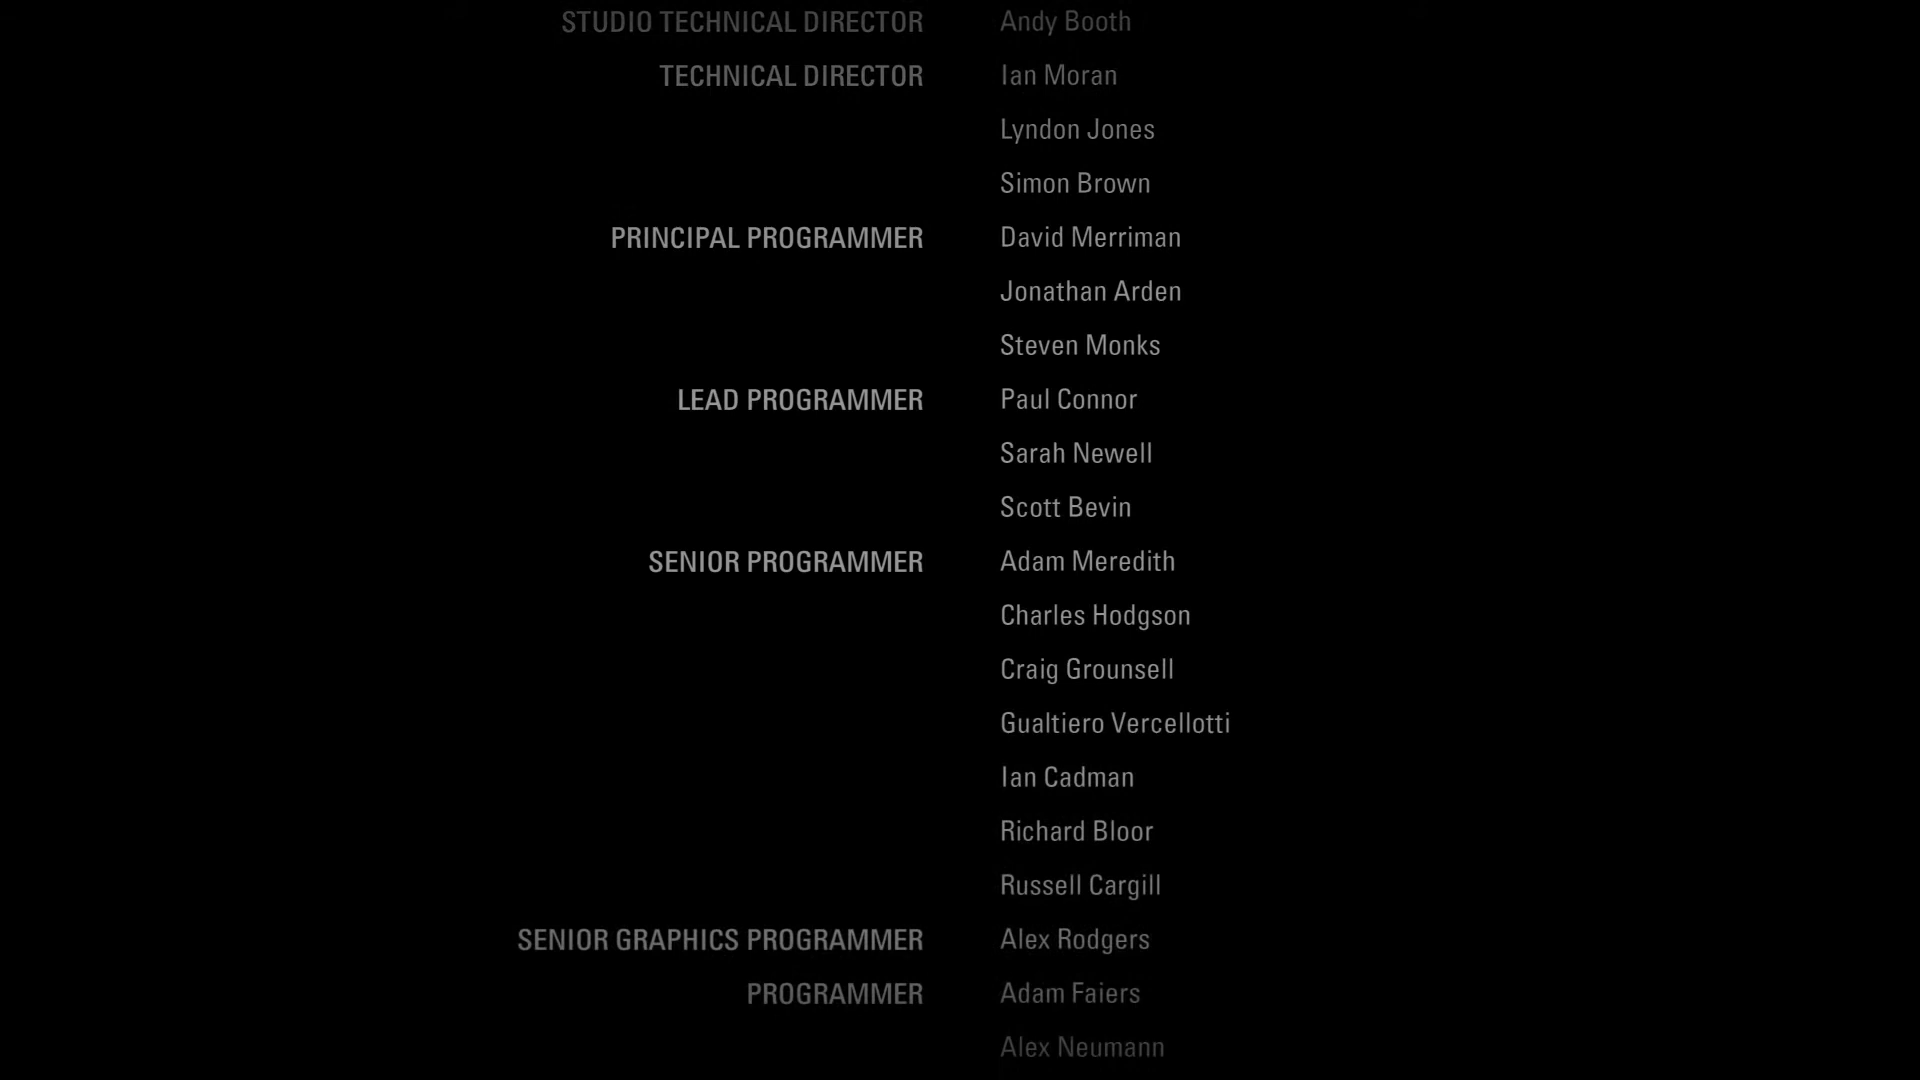 STUDIO TECHNICAL DIRECTOR Andy Booth
TECHNICAL DIRECTOR Ian Moran
Lyndon Jones
Simon Brown
PRINCIPAL PROGRAMMER David Merriman
Jonathan Arden
Steven Monks
LEAD PROGRAMMER Paul Connor
Sarah Newell
Scott Bevin
SENIOR PROGRAMMER Adam Meredith
Charles Hodgson
Craig Grounsell
Gualtiero Vercellotti
Ian Cadman
Richard Bloor
Russell Cargill
SENIOR GRAPHICS PROGRAMMER Alex Rodgers
PROGRAMMER Adam Faiers
Alex Neumann